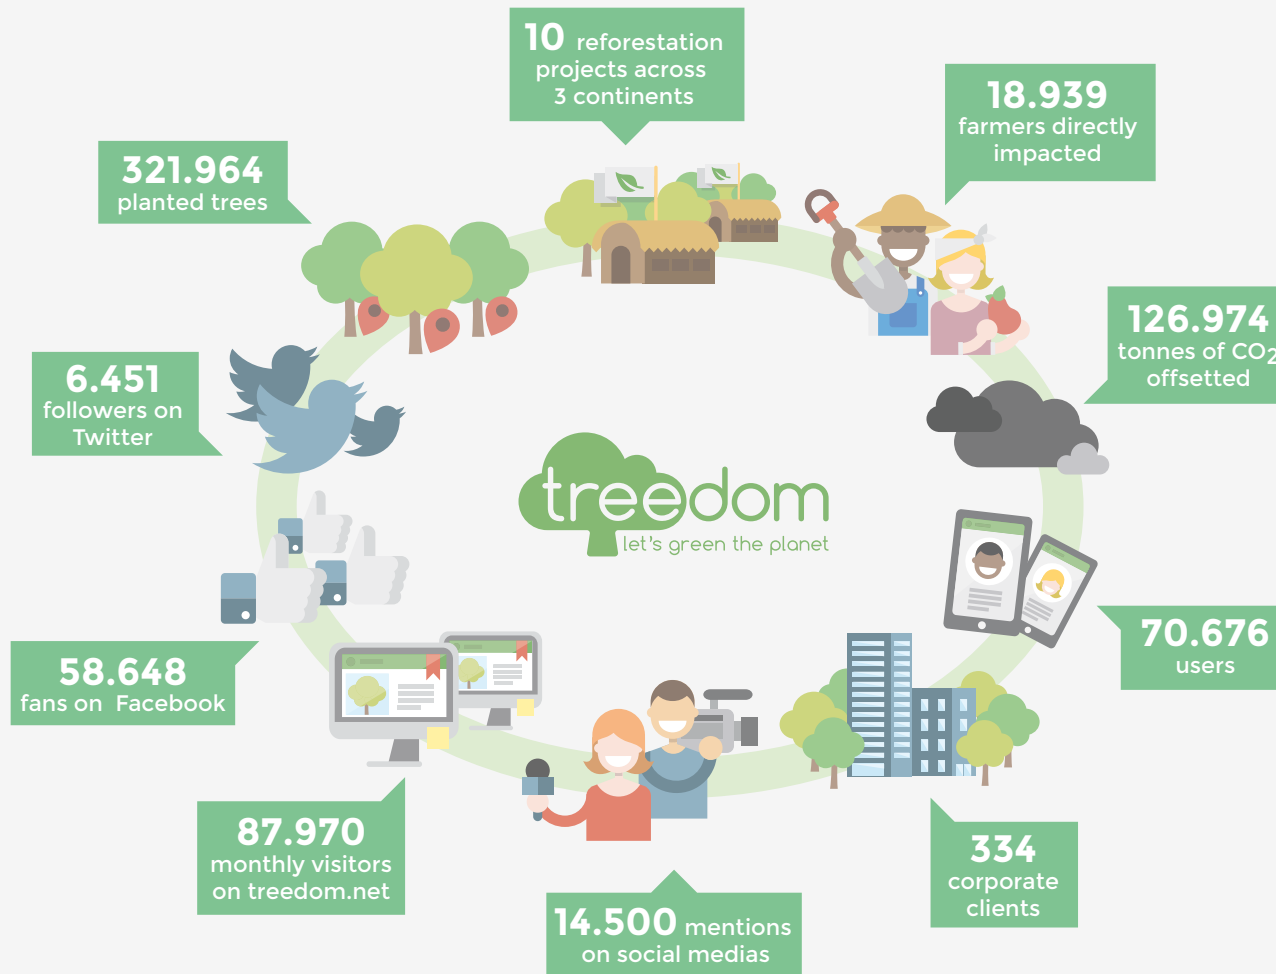 10 reforestation
projects across
3 continents
18.939
farmers directly
impacted
321.964
planted trees
126.974
tonnes of CO2
offsetted
6.451
followers on
Twitter
treedom
let's green the planet
70.676
users
58.648
fans on Facebook
87.970
monthly visitors
on treedom.net
334
corporate
clients
14.500 mentions
on social medias